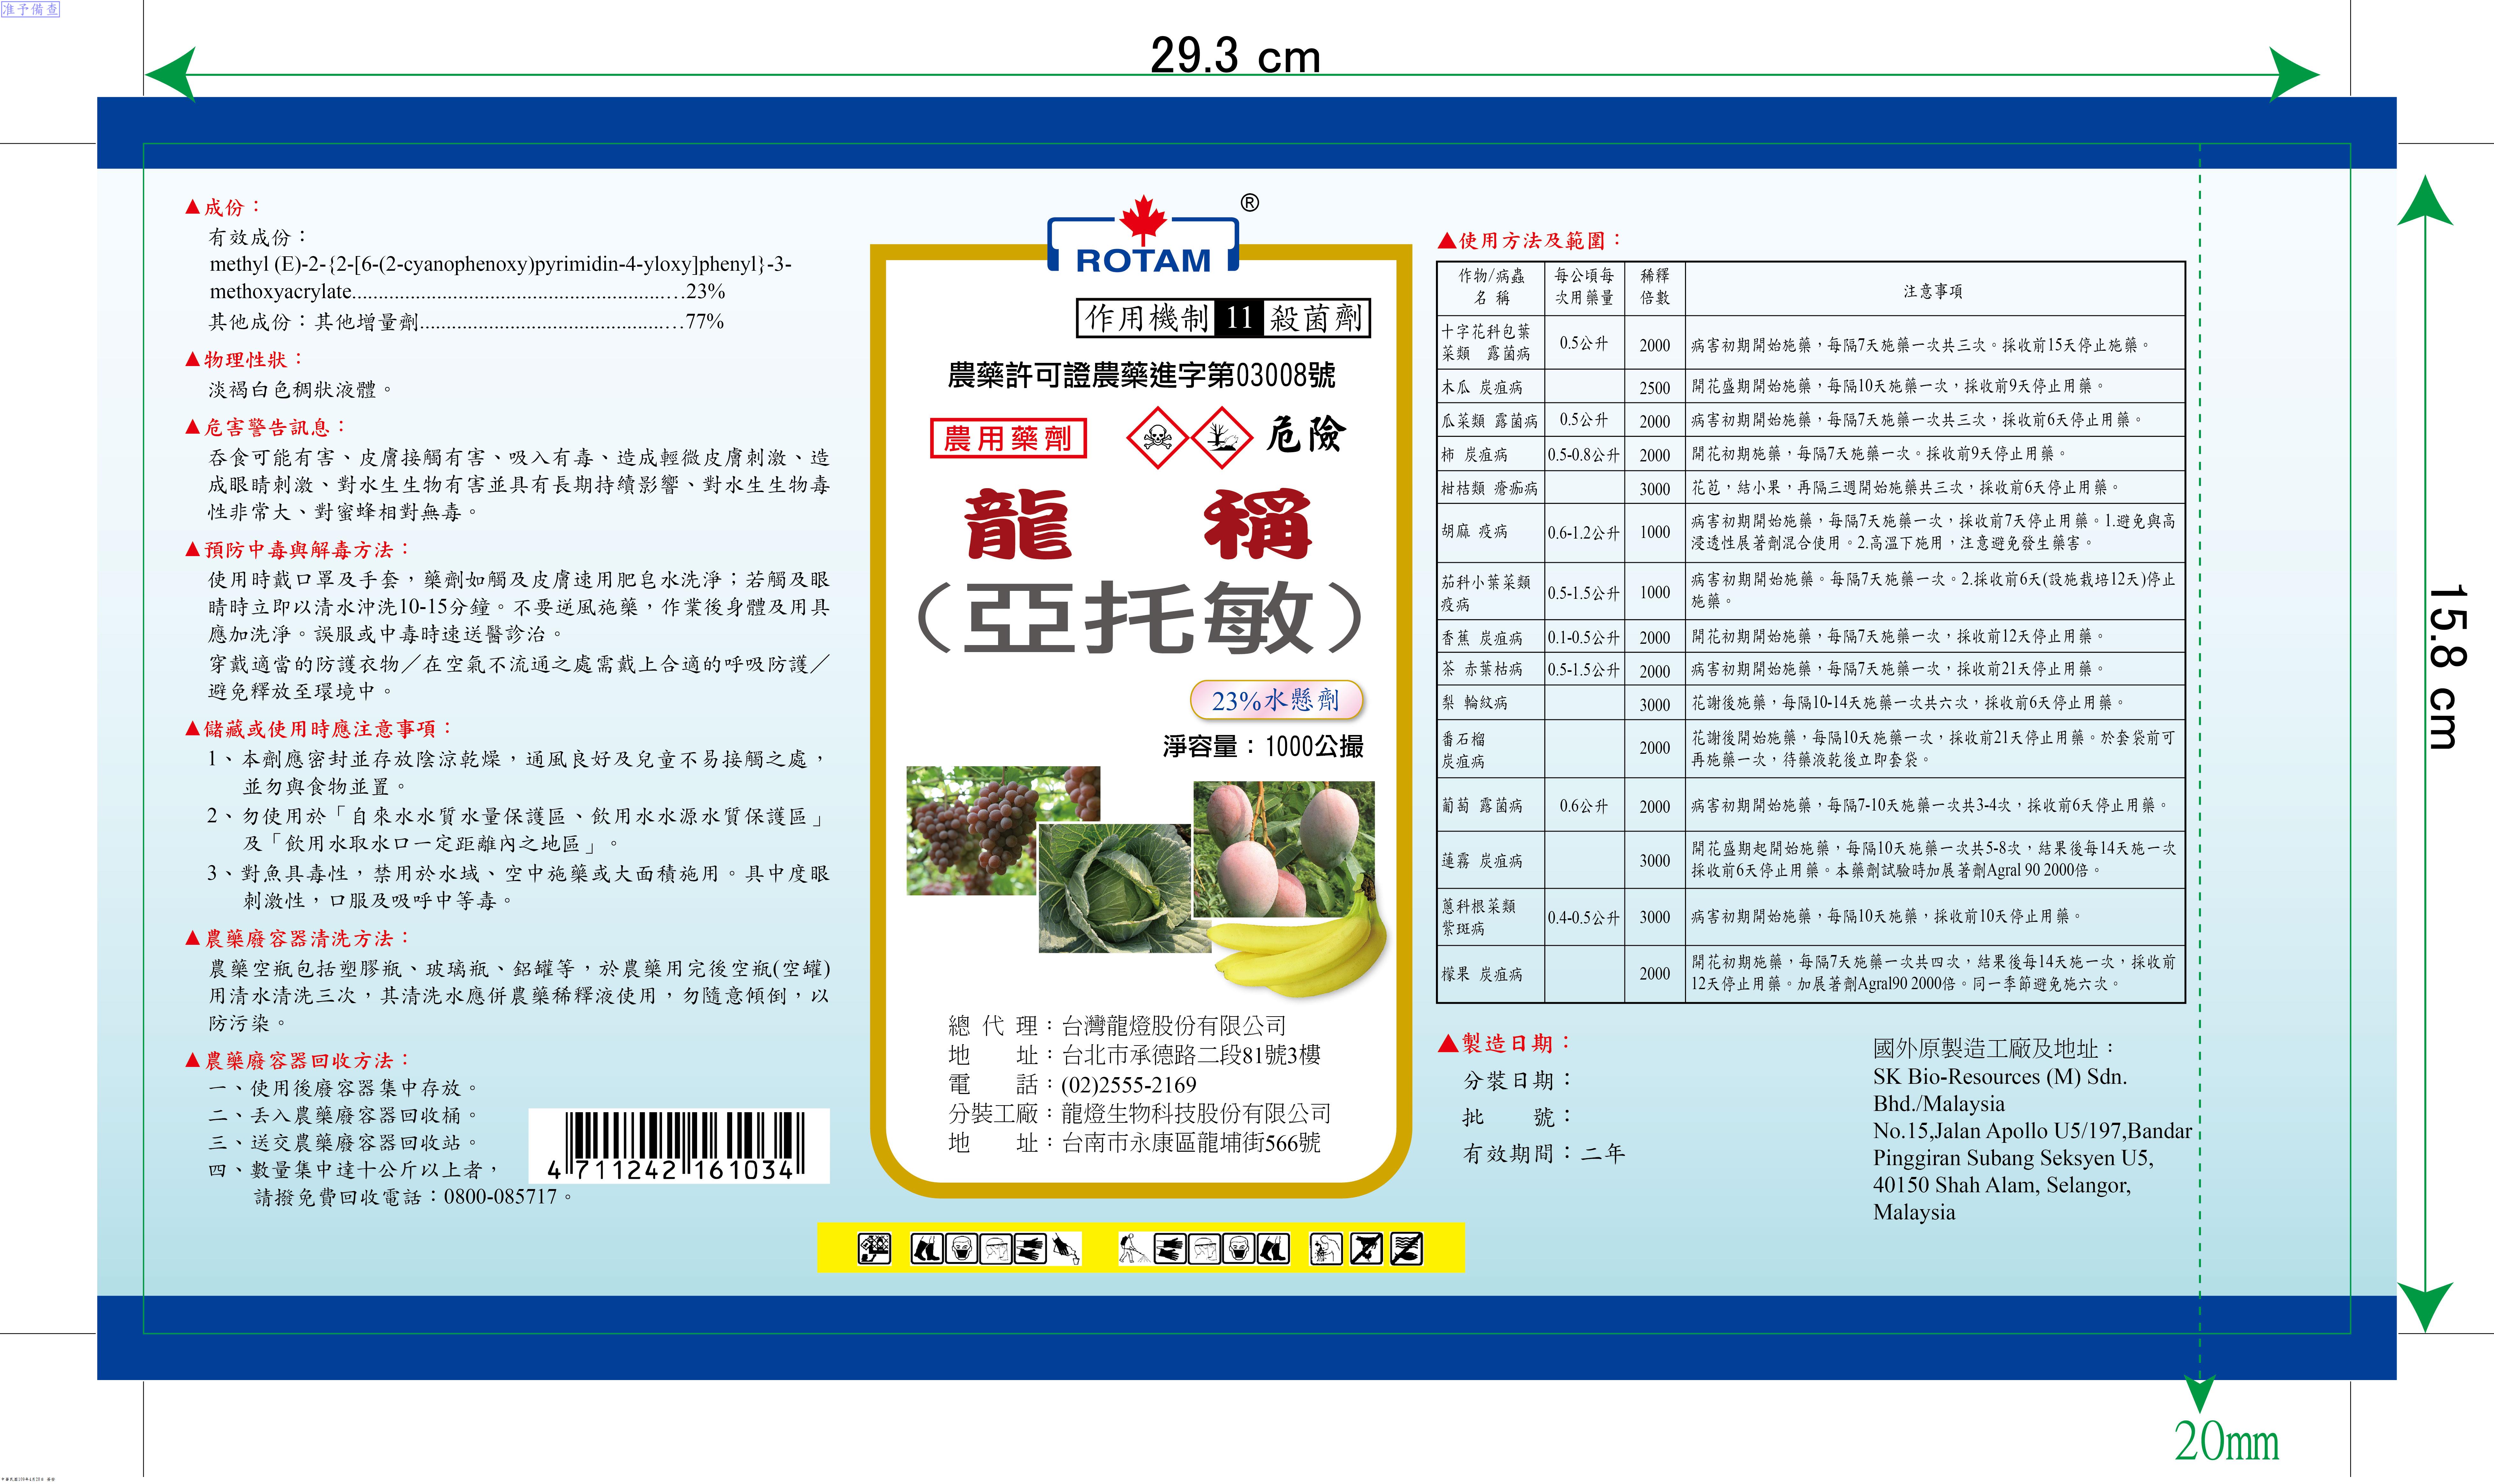 准予備查
29.3 cm
▲成份：
有效成份：
methyl (E)-2-{2-[6-(2-cyanophenoxy)pyrimidin-4-yloxy]phenyl}-3-
methoxyacrylate..............................................................23%
其他成份：其他增量劑.................................................77%
▲物理性狀：
淡褐白色稠狀液體。
▲危害警告訊息：
吞食可能有害、皮膚接觸有害、吸入有毒、造成輕微皮膚刺激、造
成眼睛刺激、對水生生物有害並具有長期持續影響、對水生生物毒
性非常大、對蜜蜂相對無毒。
▲預防中毒與解毒方法：
使用時戴口罩及手套，藥劑如觸及皮膚速用肥皂水洗淨；若觸及眼
睛時立即以清水沖洗10-15分鐘。不要逆風施藥，作業後身體及用具
應加洗淨。誤服或中毒時速送醫診治。
穿戴適當的防護衣物／在空氣不流通之處需戴上合適的呼吸防護／
避免釋放至環境中。
▲儲藏或使用時應注意事項：
1、本劑應密封並存放陰涼乾燥，通風良好及兒童不易接觸之處，
並勿與食物並置。
2、勿使用於「自來水水質水量保護區、飲用水水源水質保護區」
及「飲用水取水口一定距離內之地區」。
3、對魚具毒性，禁用於水域、空中施藥或大面積施用。具中度眼
刺激性，口服及吸呼中等毒。
▲農藥廢容器清洗方法：
農藥空瓶包括塑膠瓶、玻璃瓶、鋁罐等，於農藥用完後空瓶(空罐)
用清水清洗三次，其清洗水應併農藥稀釋液使用，勿隨意傾倒，以
防污染。
▲農藥廢容器回收方法：
一、使用後廢容器集中存放。
二、丟入農藥廢容器回收桶。
三、送交農藥廢容器回收站。
四、數量集中達十公斤以上者，
請撥免費回收電話：0800-085717。
4 711242 161034
®
ROTAM
作用機制 11 殺菌劑
農藥許可證農藥進字第03008號
農用藥劑 危險
龍 稱
（亞托敏）
23%水懸劑
淨容量：1000公撮
總代理：台灣龍燈股份有限公司
地 址：台北市承德路二段81號3樓
電 話：(02)2555-2169
分裝工廠：龍燈生物科技股份有限公司
地 址：台南市永康區龍埔街566號
▲使用方法及範圍：
作物/病蟲名 稱 每公頃每次用藥量 稀釋倍數 注意事項
十字花科包葉菜類 露菌病 0.5公升 2000 病害初期開始施藥，每隔7天施藥一次共三次。採收前15天停止施藥。
木瓜 炭疽病 2500 開花盛期開始施藥，每隔10天施藥一次，採收前9天停止用藥。
瓜菜類 露菌病 0.5公升 2000 病害初期開始施藥，每隔7天施藥一次共三次，採收前6天停止用藥。
柿 炭疽病 0.5-0.8公升 2000 開花初期施藥，每隔7天施藥一次。採收前9天停止用藥。
柑桔類 瘡痂病 3000 花苞，結小果，再隔三週開始施藥共三次，採收前6天停止用藥。
胡麻 疫病 0.6-1.2公升 1000 病害初期開始施藥，每隔7天施藥一次，採收前7天停止用藥。1.避免與高
浸透性展著劑混合使用。2.高溫下施用，注意避免發生藥害。
茄科小葉菜類疫病 0.5-1.5公升 1000 病害初期開始施藥。每隔7天施藥一次。2.採收前6天(設施栽培12天)停止
施藥。
香蕉 炭疽病 0.1-0.5公升 2000 開花初期開始施藥，每隔7天施藥一次，採收前12天停止用藥。
茶 赤葉枯病 0.5-1.5公升 2000 病害初期開始施藥，每隔7天施藥一次，採收前21天停止用藥。
梨 輪紋病 3000 花謝後施藥，每隔10-14天施藥一次共六次，採收前6天停止用藥。
番石榴炭疽病 2000 花謝後開始施藥，每隔10天施藥一次，採收前21天停止用藥。於套袋前可
再施藥一次，待藥液乾後立即套袋。
葡萄 露菌病 0.6公升 2000 病害初期開始施藥，每隔7-10天施藥一次共3-4次，採收前6天停止用藥。
蓮霧 炭疽病 3000 開花盛期起開始施藥，每隔10天施藥一次共5-8次，結果後每14天施一次
採收前6天停止用藥。本藥劑試驗時加展著劑Agral 90 2000倍。
蔥科根菜類紫斑病 0.4-0.5公升 3000 病害初期開始施藥，每隔10天施藥，採收前10天停止用藥。
檬果 炭疽病 2000 開花初期施藥，每隔7天施藥一次共四次，結果後每14天施一次，採收前
12天停止用藥。加展著劑Agral90 2000倍。同一季節避免施六次。
▲製造日期：
分裝日期：
批 號：
有效期間：二年
國外原製造工廠及地址：
SK Bio-Resources (M) Sdn.
Bhd./Malaysia
No.15,Jalan Apollo U5/197,Bandar
Pinggiran Subang Seksyen U5,
40150 Shah Alam, Selangor,
Malaysia
15.8 cm
20mm